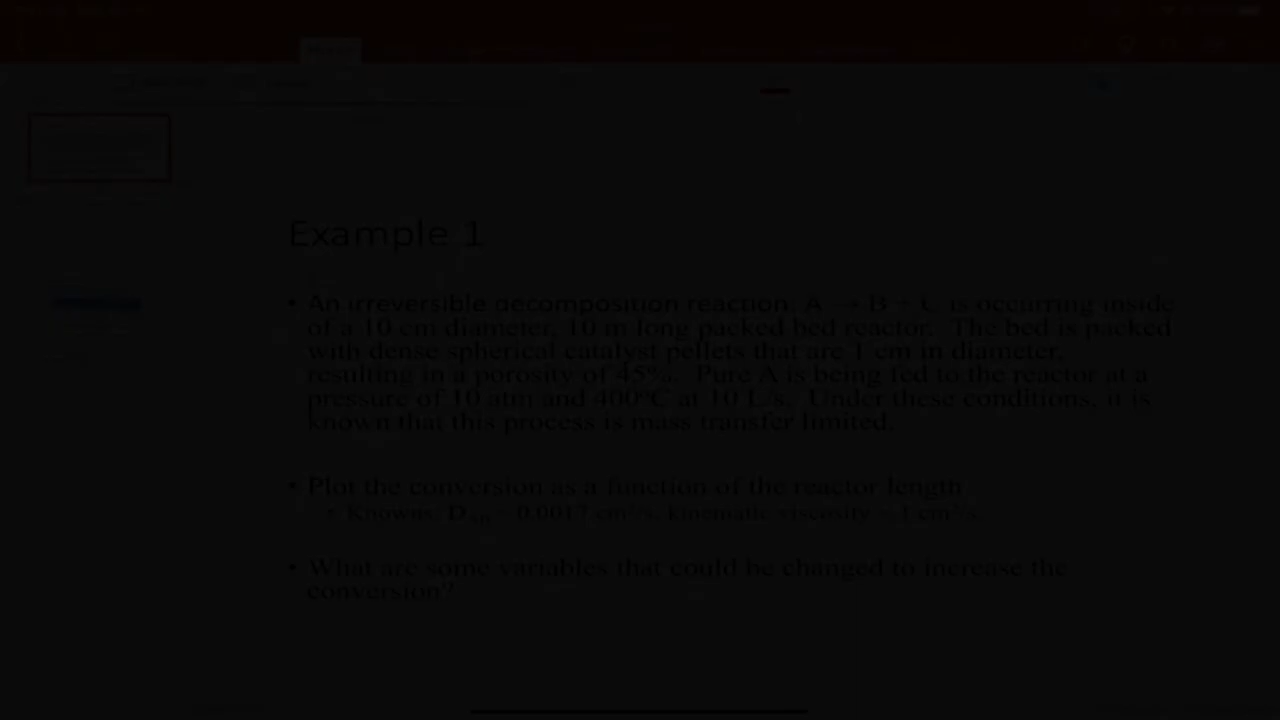 Example 1
• An irreversible decomposition reaction, A → B + C is occurring inside
of a 10 cm diameter, 10 m long packed bed reactor. The bed is packed
with dense spherical catalyst pellets that are 1 cm in diameter,
resulting in a porosity of 45%. Pure A is being fed to the reactor at a
pressure of 10 atm and 400°C at 10 L/s. Under these conditions, it is
known that this process is mass transfer limited.
• Plot the conversion as a function of the reactor length
• Knowns: D_AB = 0.0017 cm²/s, kinematic viscosity = .1 cm²/s.
• What are some variables that could be changed to increase the
conversion?